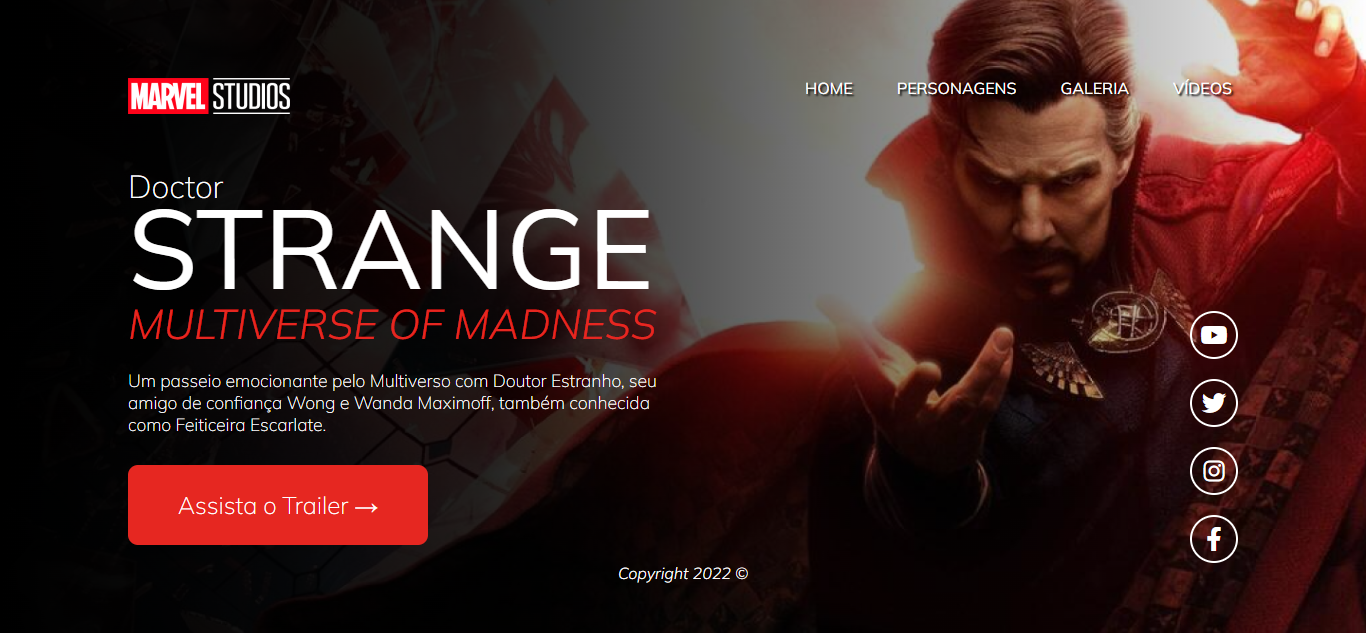 MARVEL STUDIOS
HOME PERSONAGENS GALERIA VÍDEOS
Doctor
STRANGE
MULTIVERSE OF MADNESS
Um passeio emocionante pelo Multiverso com Doutor Estranho, seu
amigo de confiança Wong e Wanda Maximoff, também conhecida
como Feiticeira Escarlate.
Assista o Trailer →
Copyright 2022 ©